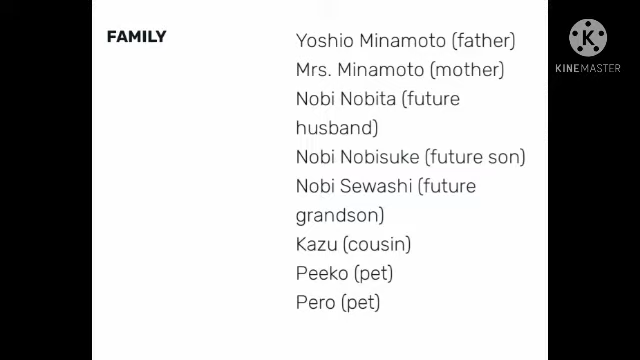 FAMILY
Yoshio Minamoto (father)
Mrs. Minamoto (mother)
Nobi Nobita (future
husband)
Nobi Nobisuke (future son)
Nobi Sewashi (future
grandson)
Kazu (cousin)
Peeko (pet)
Pero (pet)
K
KINEMASTER